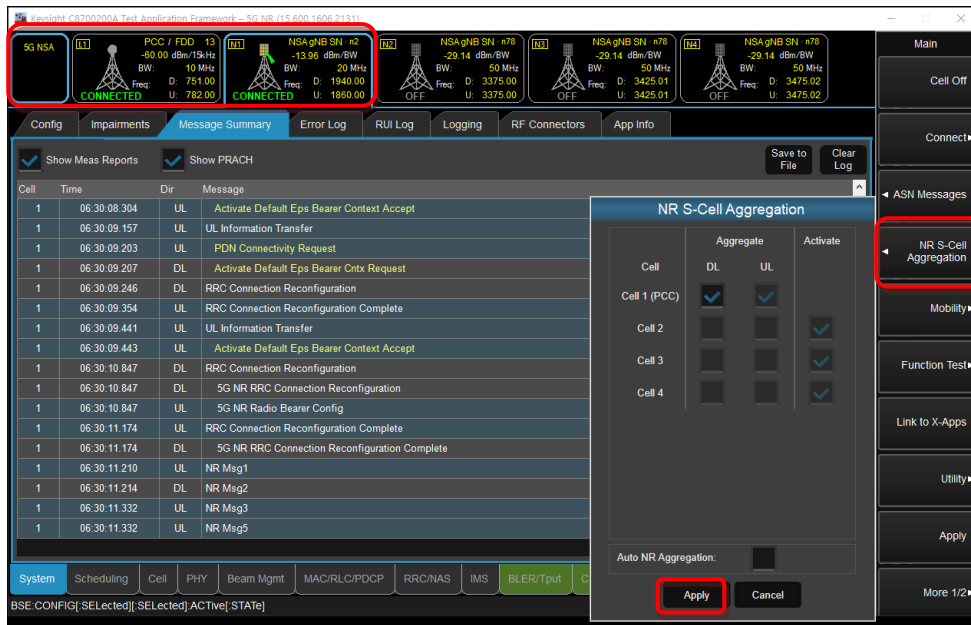 Keysight C8700200A Test Application Framework – 5G NR (15.600.1606.2131)
5G NSA
L1 PCC / FDD 13
-60.00 dBm/15kHz
BW: 10 MHz
Freq: D: 751.00
U: 782.00
CONNECTED
N1 NSA gNB SN : n2
-13.96 dBm/BW
BW: 20 MHz
Freq: D: 1940.00
U: 1860.00
CONNECTED
N2 NSA gNB SN : n78
-29.14 dBm/BW
BW: 50 MHz
Freq: D: 3375.00
U: 3375.00
OFF
N3 NSA gNB SN : n78
-29.14 dBm/BW
BW: 50 MHz
Freq: D: 3425.01
U: 3425.01
OFF
N4 NSA gNB SN : n78
-29.14 dBm/BW
BW: 50 MHz
Freq: D: 3475.02
U: 3475.02
OFF
Config Impairments Message Summary Error Log RUI Log Logging RF Connectors App Info
Show Meas Reports Show PRACH
Save to File
Clear Log
Cell Time Dir Message
1 06:30:08.304 UL Activate Default Eps Bearer Context Accept
1 06:30:09.157 UL UL Information Transfer
1 06:30:09.203 UL PDN Connectivity Request
1 06:30:09.207 DL Activate Default Eps Bearer Cntx Request
1 06:30:09.246 DL RRC Connection Reconfiguration
1 06:30:09.354 UL RRC Connection Reconfiguration Complete
1 06:30:09.441 UL UL Information Transfer
1 06:30:09.443 UL Activate Default Eps Bearer Context Accept
1 06:30:10.847 DL RRC Connection Reconfiguration
1 06:30:10.847 DL 5G NR RRC Connection Reconfiguration
1 06:30:10.847 UL 5G NR Radio Bearer Config
1 06:30:11.174 UL RRC Connection Reconfiguration Complete
1 06:30:11.174 DL 5G NR RRC Connection Reconfiguration Complete
1 06:30:11.210 UL NR Msg1
1 06:30:11.214 DL NR Msg2
1 06:30:11.332 UL NR Msg3
1 06:30:11.332 UL NR Msg5
NR S-Cell Aggregation
Aggregate Activate
Cell DL UL
Cell 1 (PCC)
Cell 2
Cell 3
Cell 4
Auto NR Aggregation:
Apply Cancel
System Scheduling Cell PHY Beam Mgmt MAC/RLC/PDCP RRC/NAS IMS BLER/Tput C
BSE:CONFIG[:SELected][:SELected]:ACTive[:STATe]
Main
Cell Off
Connect
ASN Messages
NR S-Cell
Aggregation
Mobility
Function Test
Link to X-Apps
Utility
Apply
More 1/2